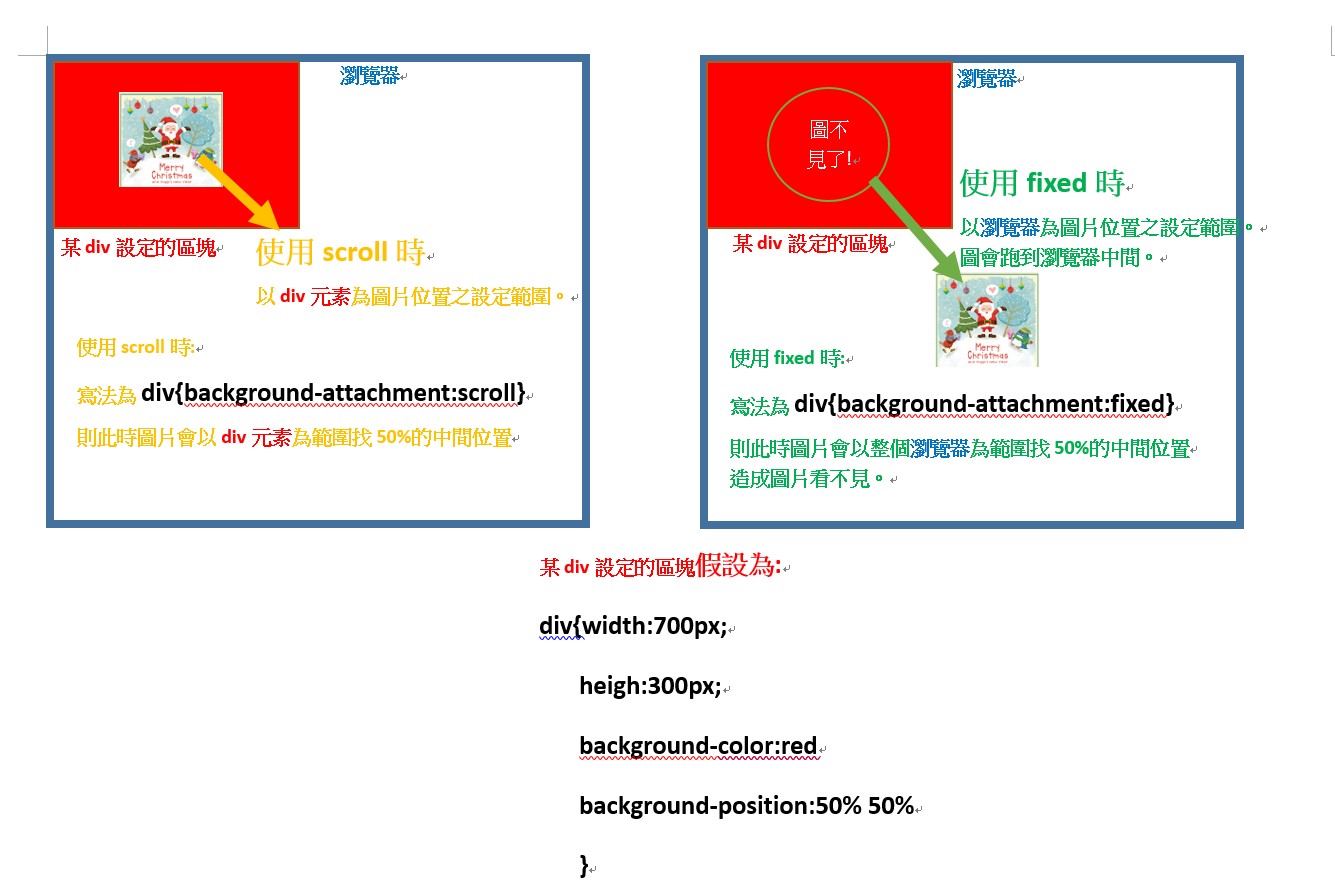 瀏覽器
Merry
Christmas
某 div 設定的區塊
使用 scroll 時
以 div 元素為圖片位置之設定範圍。
使用 scroll 時:
寫法為 div{background-attachment:scroll}
則此時圖片會以 div 元素為範圍找 50%的中間位置
瀏覽器
圖不
見了!
使用 fixed 時
以瀏覽器為圖片位置之設定範圍。
圖會跑到瀏覽器中間。
某 div 設定的區塊
Merry
Christmas
使用 fixed 時:
寫法為 div{background-attachment:fixed}
則此時圖片會以整個瀏覽器為範圍找 50%的中間位置
造成圖片看不見。
某 div 設定的區塊假設為:
div{width:700px;
heigh:300px;
background-color:red
background-position:50% 50%
}